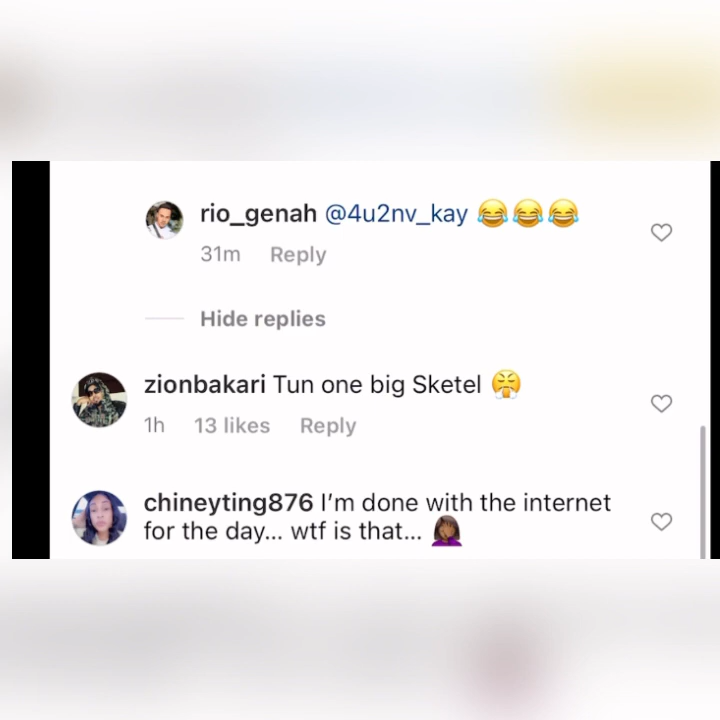 rio_genah @4u2nv_kay 😂😂😂
31m Reply
Hide replies
zionbakari Tun one big Sketel 😤
1h 13 likes Reply
chineyting876 I'm done with the internet
for the day... wtf is that... 🤦🏾‍♀️